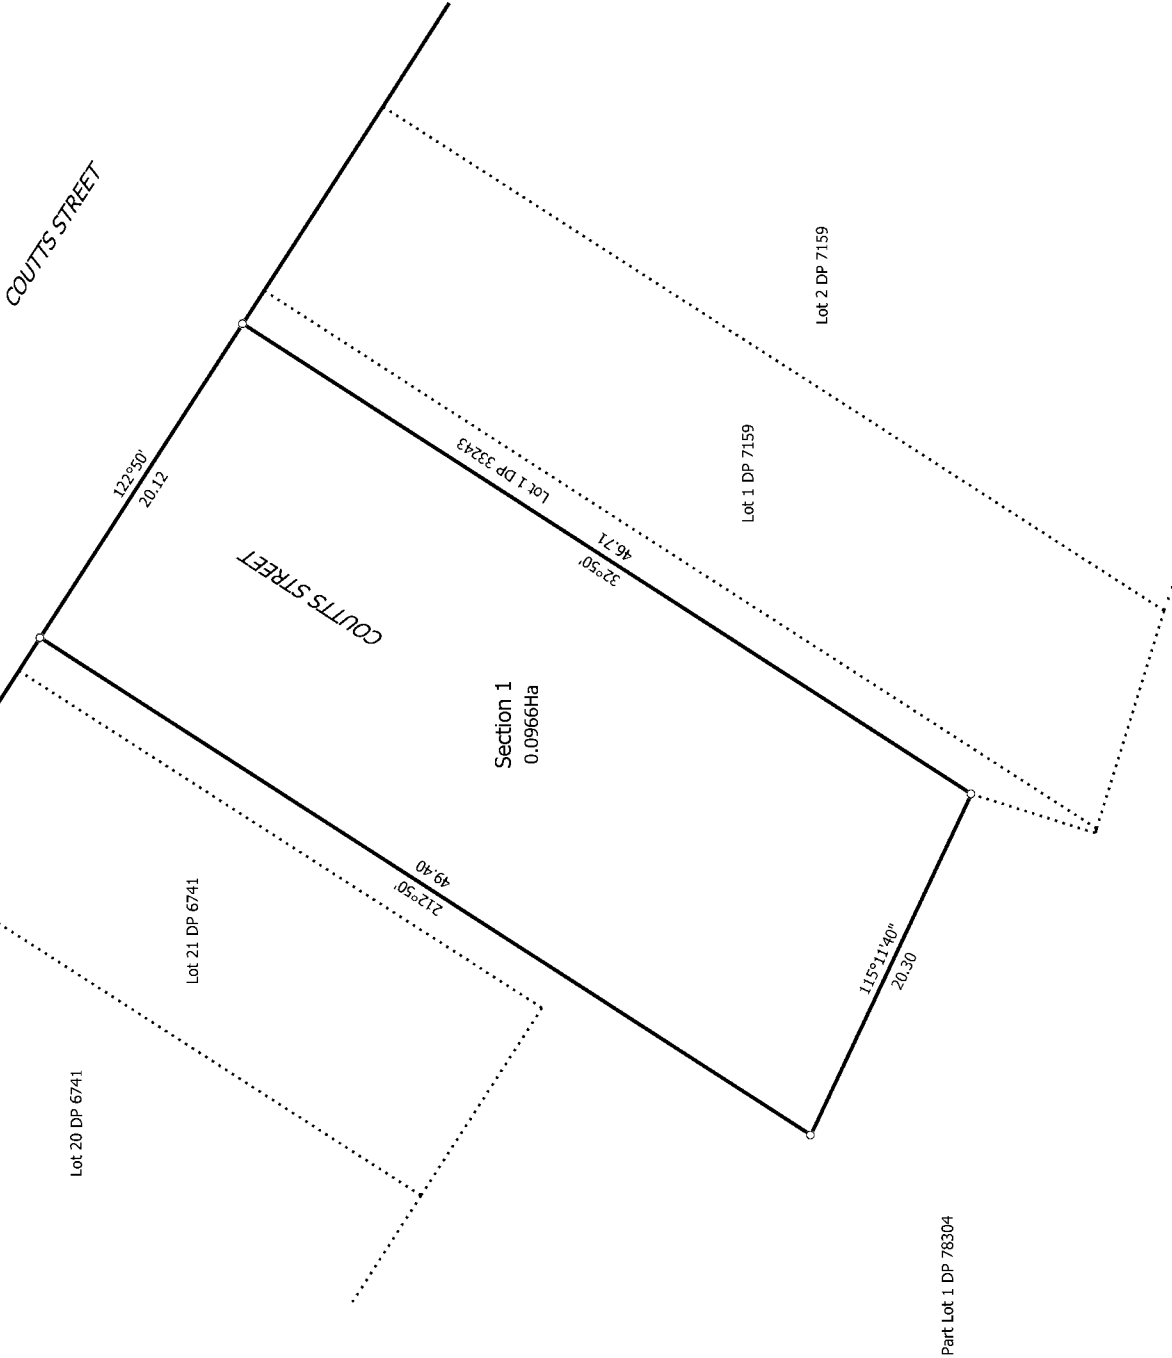 COUTTS STREET
Lot 2 DP 7159
Lot 1 DP 7159
Lot 1 DP 33243
122°50'
20.12
46.71
32°50'
COUTTS STREET
Section 1
0.0966Ha
49.40
212°50'
Lot 21 DP 6741
115°11'40"
20.30
Lot 20 DP 6741
Part Lot 1 DP 78304